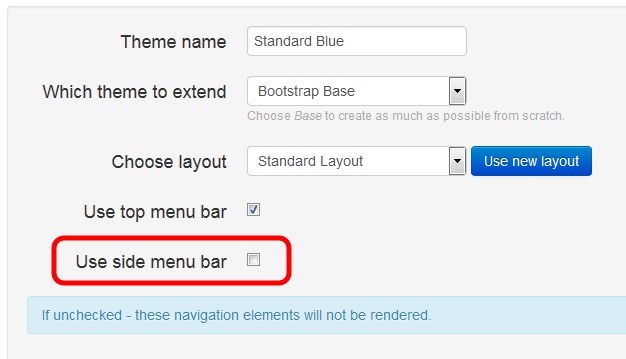 Theme name Standard Blue
Which theme to extend Bootstrap Base
Choose Base to create as much as possible from scratch.
Choose layout Standard Layout Use new layout
Use top menu bar
Use side menu bar
If unchecked - these navigation elements will not be rendered.